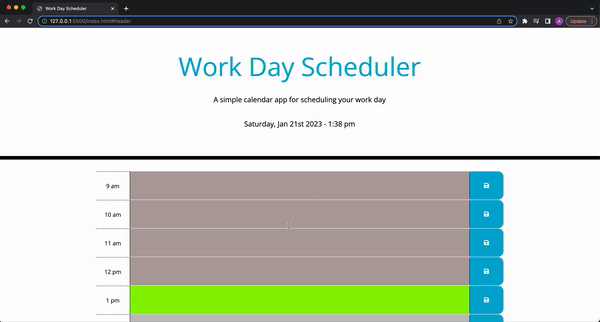 Work Day Scheduler
127.0.0.1:5500/index.html#header
Update
Work Day Scheduler
A simple calendar app for scheduling your work day
Saturday, Jan 21st 2023 - 1:38 pm
9 am
10 am
11 am
12 pm
1 pm